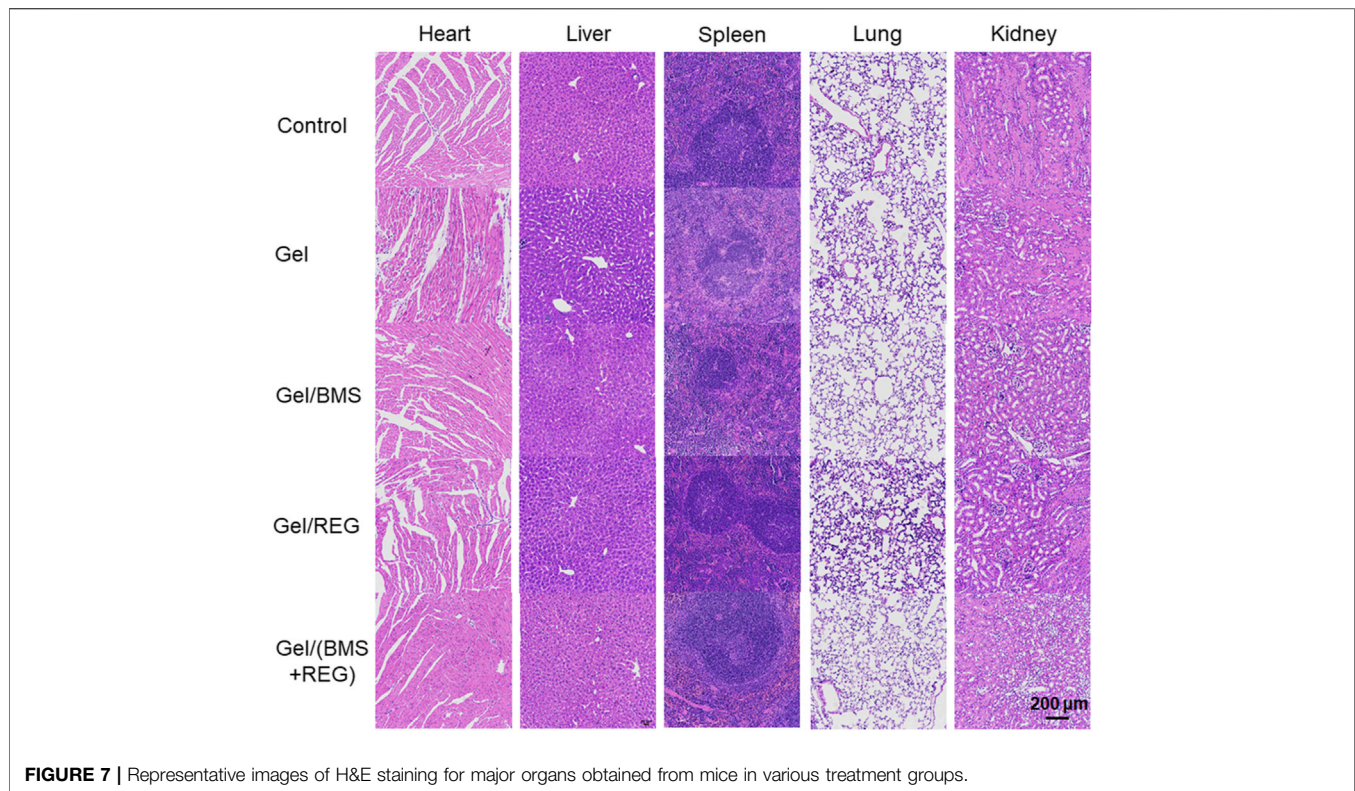 Heart Liver Spleen Lung Kidney
Control
Gel
Gel/BMS
Gel/REG
Gel/(BMS
+REG)
200 µm
FIGURE 7 | Representative images of H&E staining for major organs obtained from mice in various treatment groups.